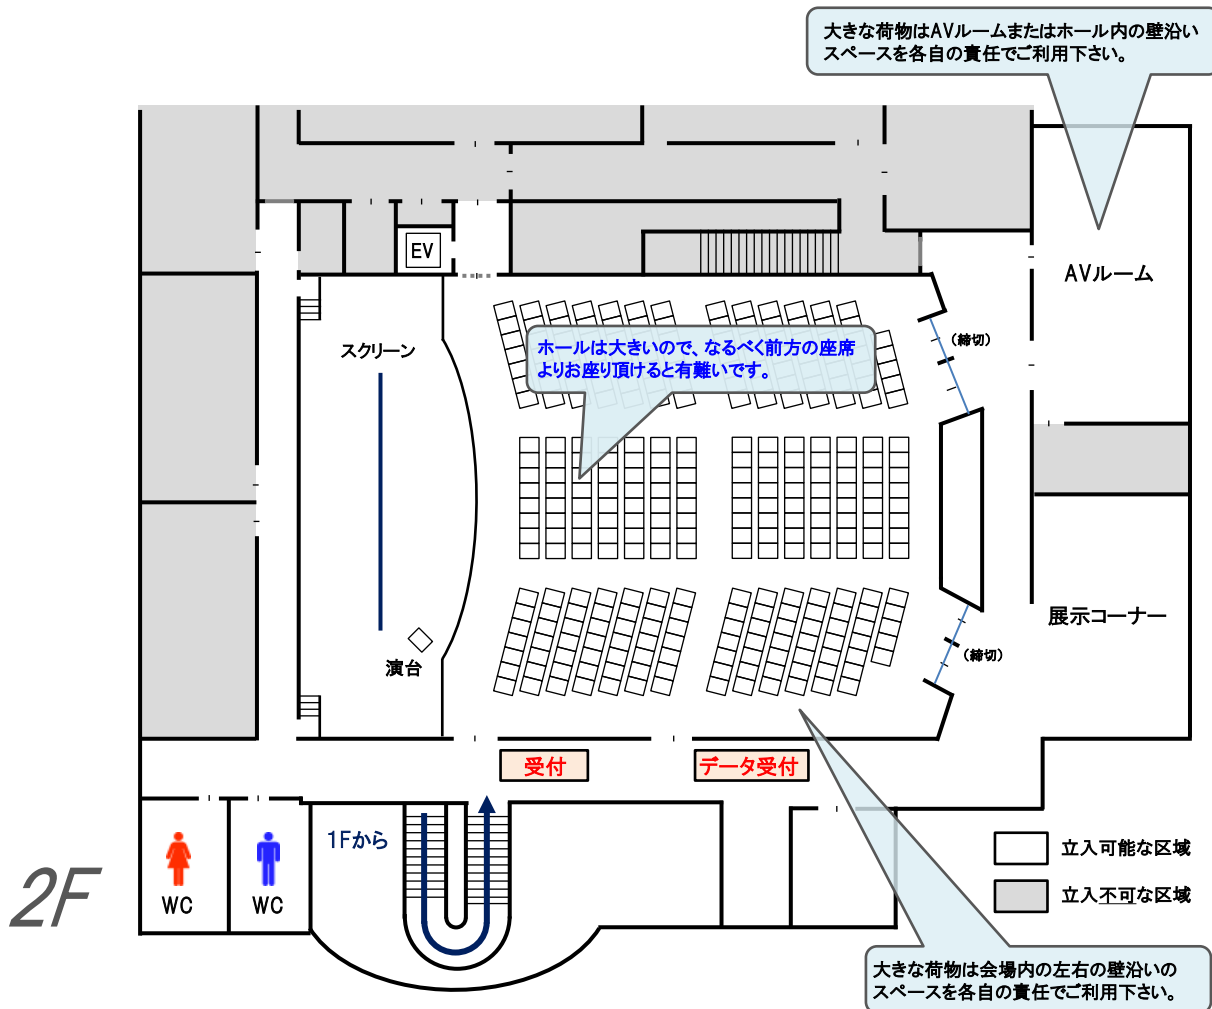 大きな荷物はAVルームまたはホール内の壁沿い
スペースを各自の責任でご利用下さい。
EV
AVルーム
スクリーン
ホールは大きいので、なるべく前方の座席
よりお座り頂けると有難いです。
(締切)
展示コーナー
(締切)
演台
受付
データ受付
1Fから
立入可能な区域
2F
WC
WC
立入不可な区域
大きな荷物は会場内の左右の壁沿いの
スペースを各自の責任でご利用下さい。